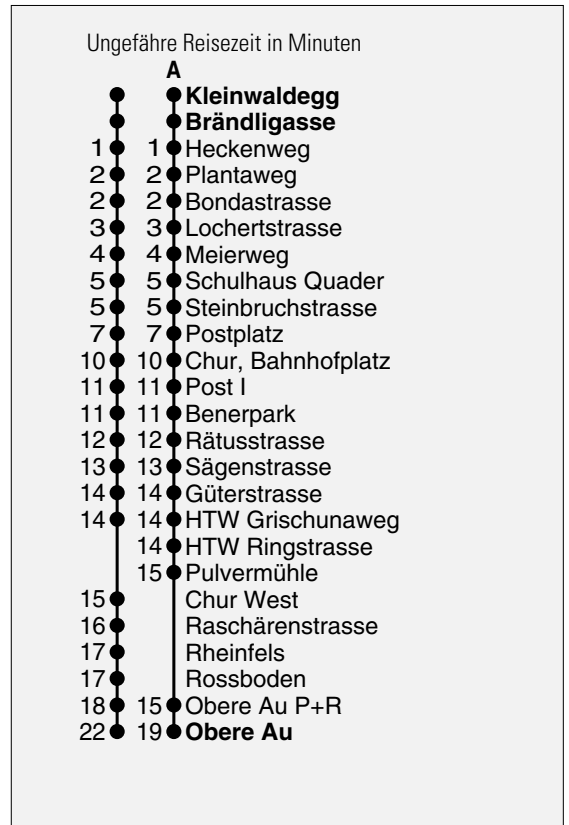 Ungefähre Reisezeit in Minuten
A
Kleinwaldegg
Brändligasse
1 1 Heckenweg
2 2 Plantaweg
2 2 Bondastrasse
3 3 Lochertstrasse
4 4 Meierweg
5 5 Schulhaus Quader
5 5 Steinbruchstrasse
7 7 Postplatz
10 10 Chur, Bahnhofplatz
11 11 Post I
11 11 Benerpark
12 12 Rätusstrasse
13 13 Sägenstrasse
14 14 Güterstrasse
14 14 HTW Grischunaweg
14 HTW Ringstrasse
15 Pulvermühle
15 Chur West
16 Raschärenstrasse
17 Rheinfels
17 Rossboden
18 15 Obere Au P+R
22 19 Obere Au